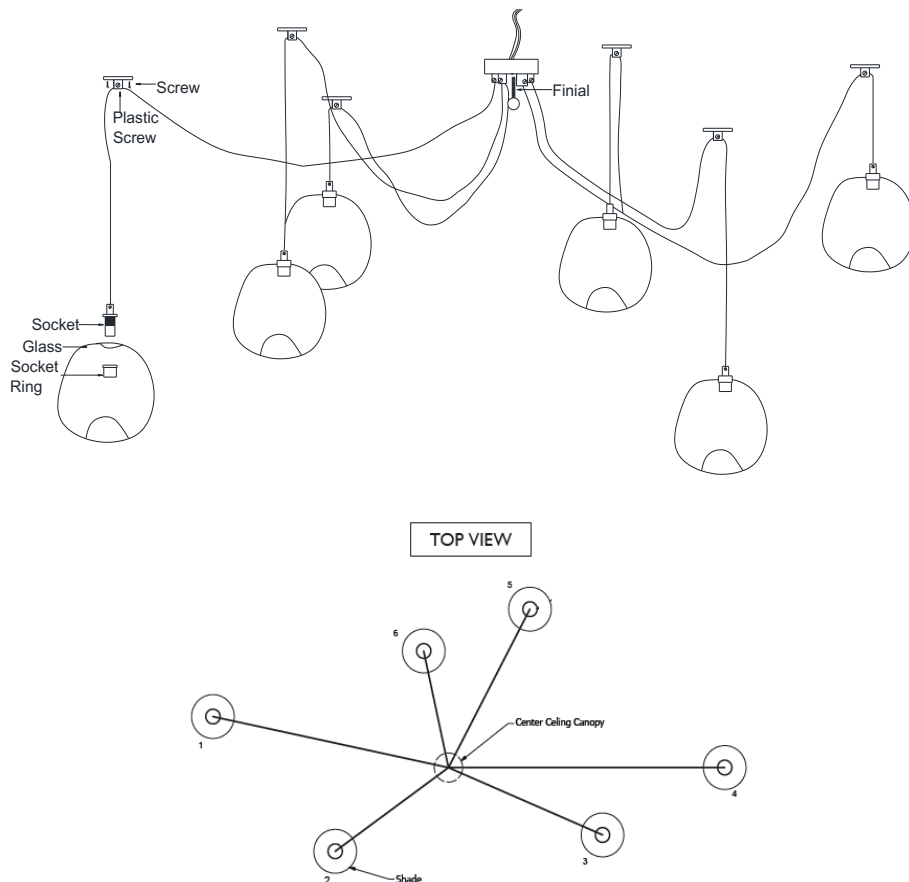 Screw
Finial
Plastic
Screw
Socket
Glass
Socket
Ring
TOP VIEW
5
6
Center Celing Canopy
1
4
3
2
Shade